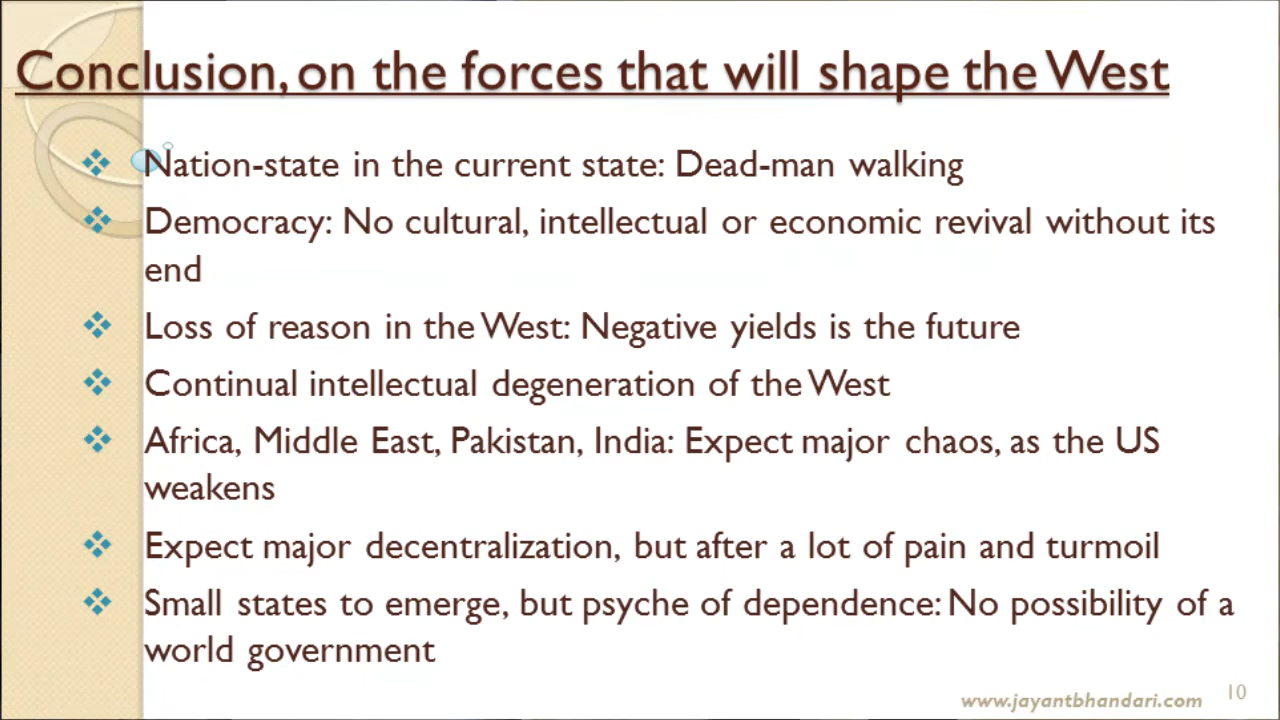 Conclusion, on the forces that will shape the West
Nation-state in the current state: Dead-man walking
Democracy: No cultural, intellectual or economic revival without its
end
Loss of reason in the West: Negative yields is the future
Continual intellectual degeneration of the West
Africa, Middle East, Pakistan, India: Expect major chaos, as the US
weakens
Expect major decentralization, but after a lot of pain and turmoil
Small states to emerge, but psyche of dependence: No possibility of a
world government
www.jayantbhandari.com 10